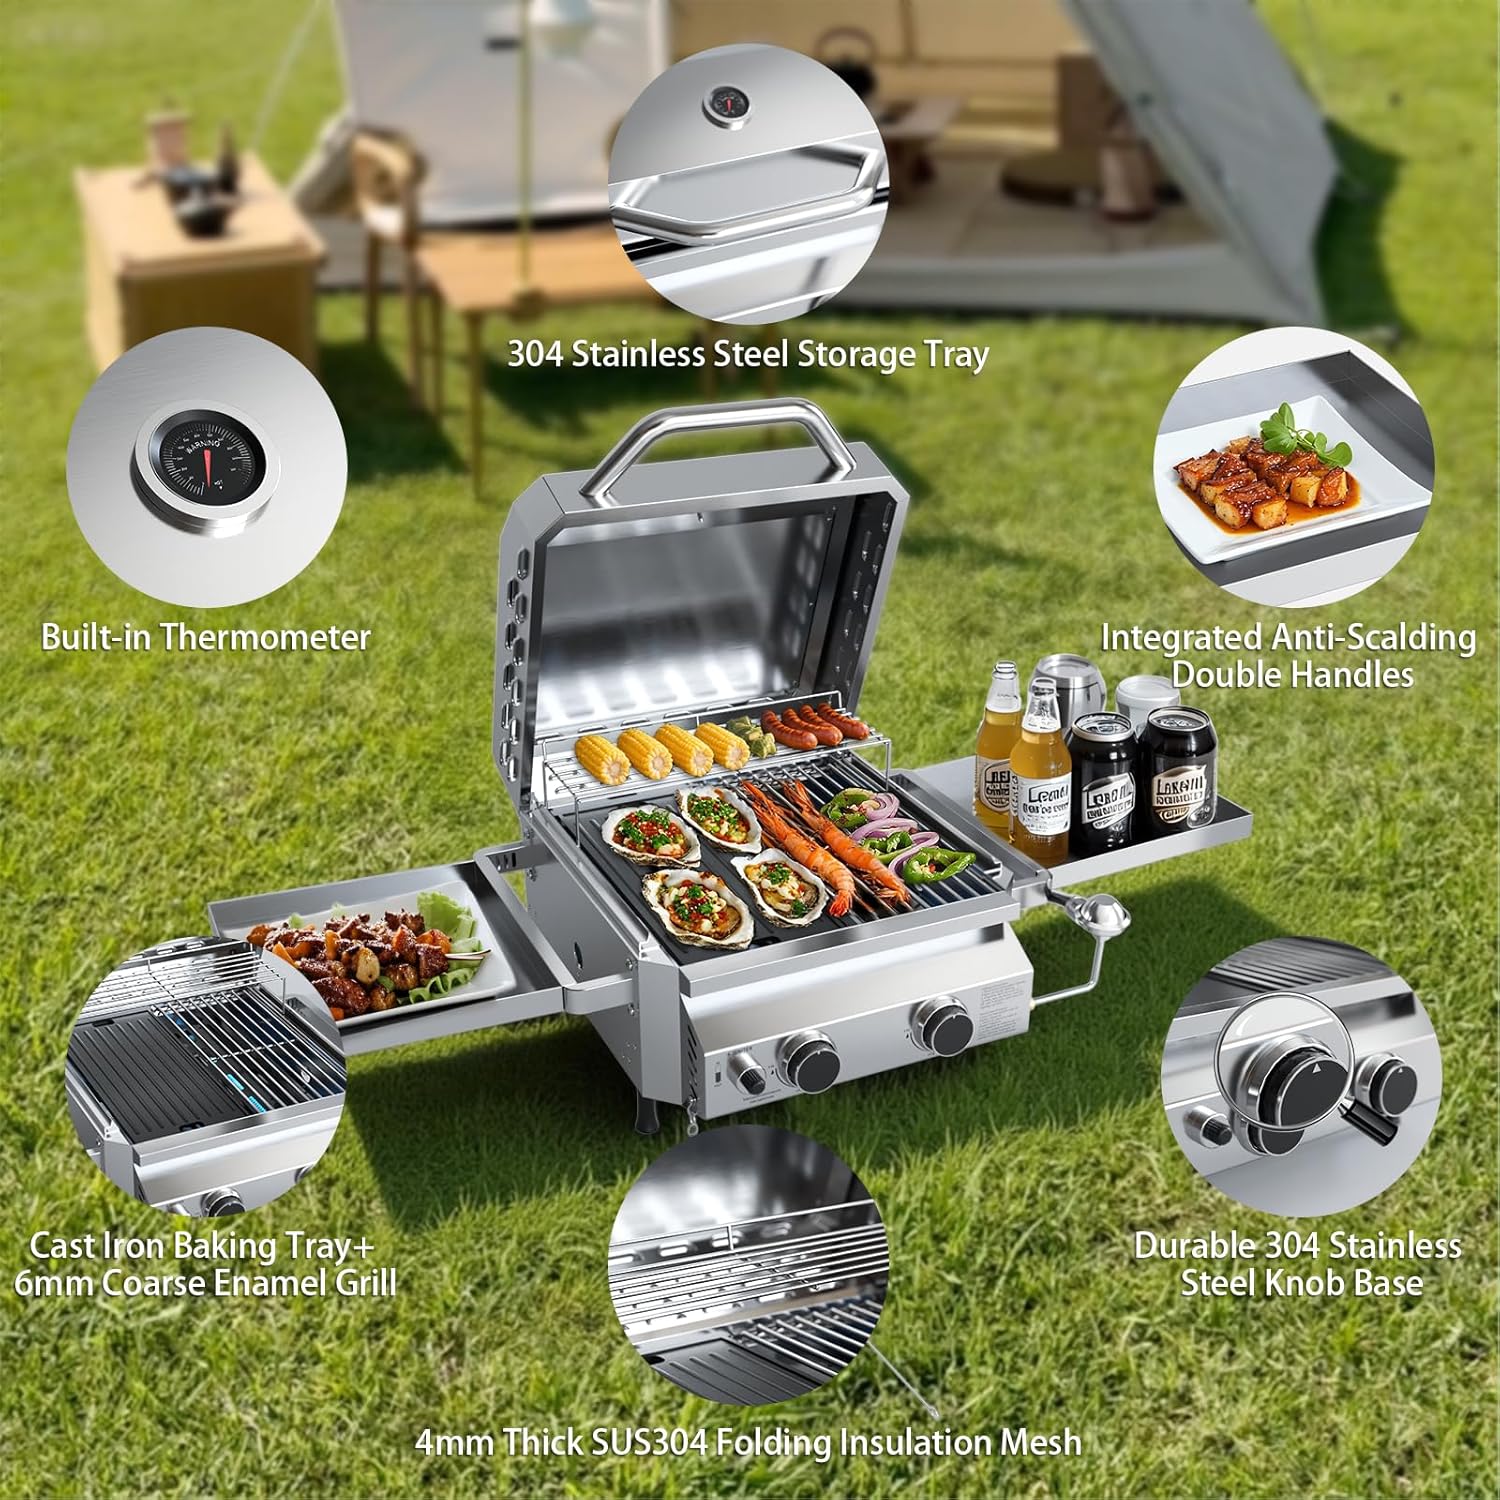 304 Stainless Steel Storage Tray
Built-in Thermometer
WARNING
Integrated Anti-Scalding
Double Handles
Cast Iron Baking Tray+
6mm Coarse Enamel Grill
Durable 304 Stainless
Steel Knob Base
4mm Thick SUS304 Folding Insulation Mesh